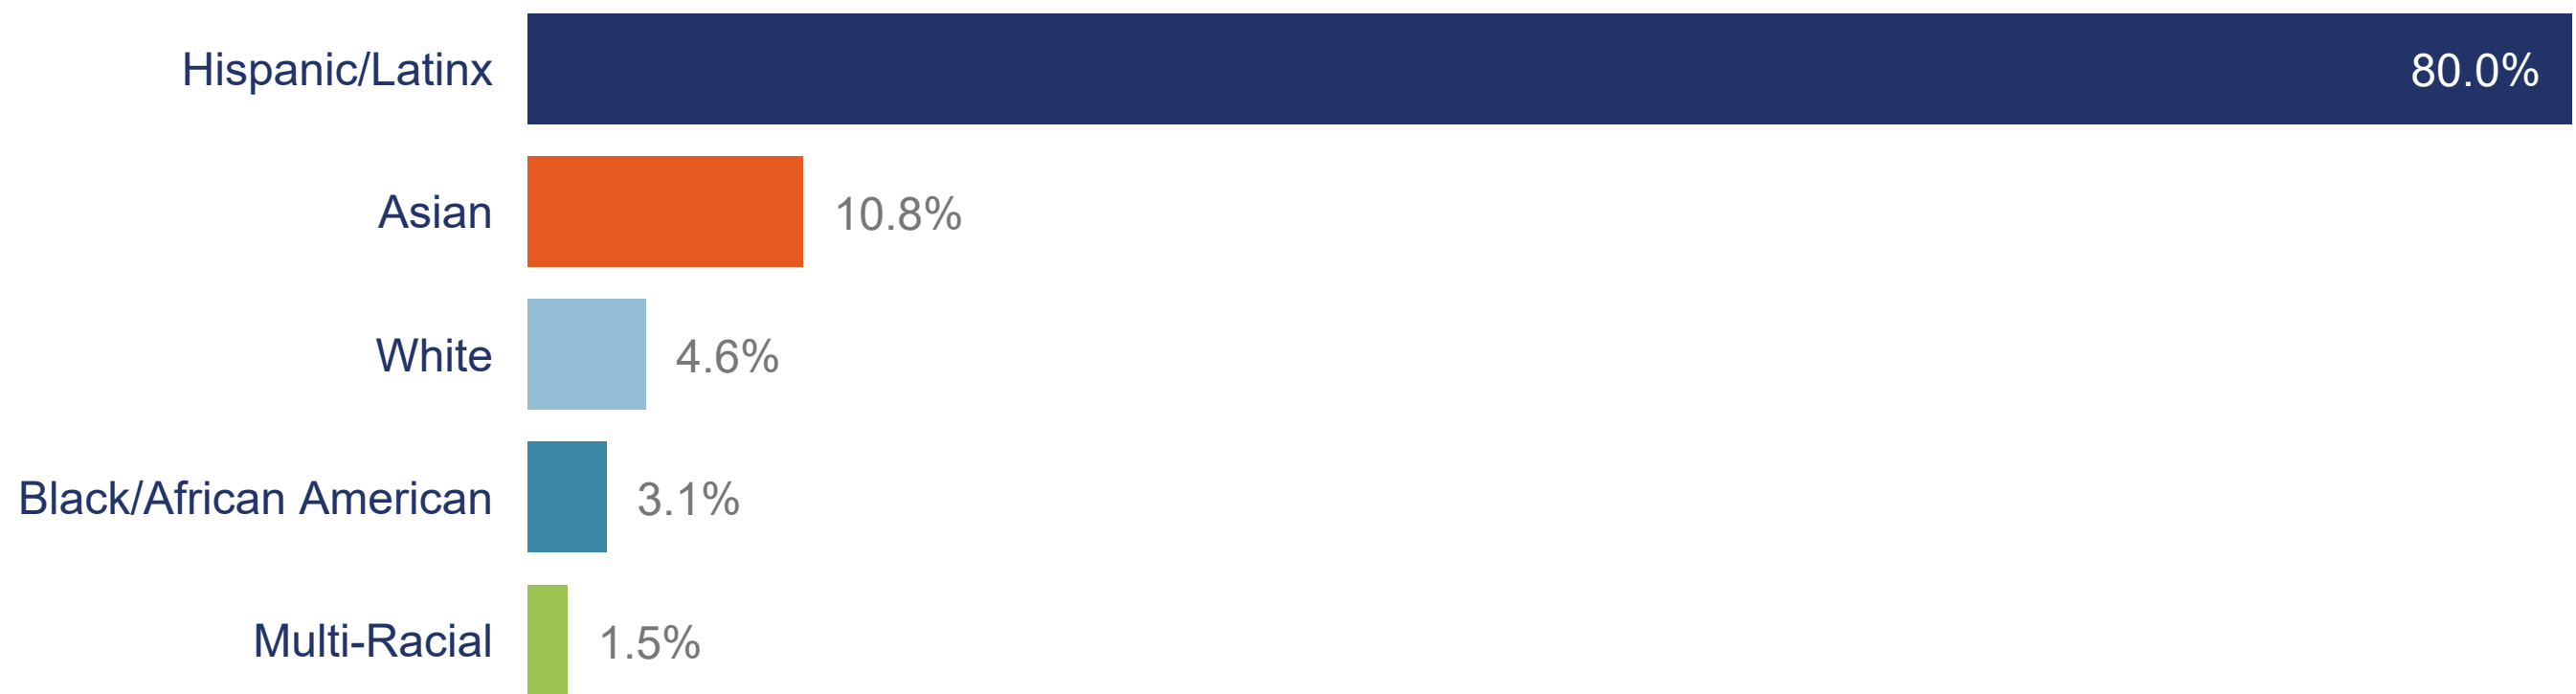 Hispanic/Latinx 80.0%
Asian 10.8%
White 4.6%
Black/African American 3.1%
Multi-Racial 1.5%